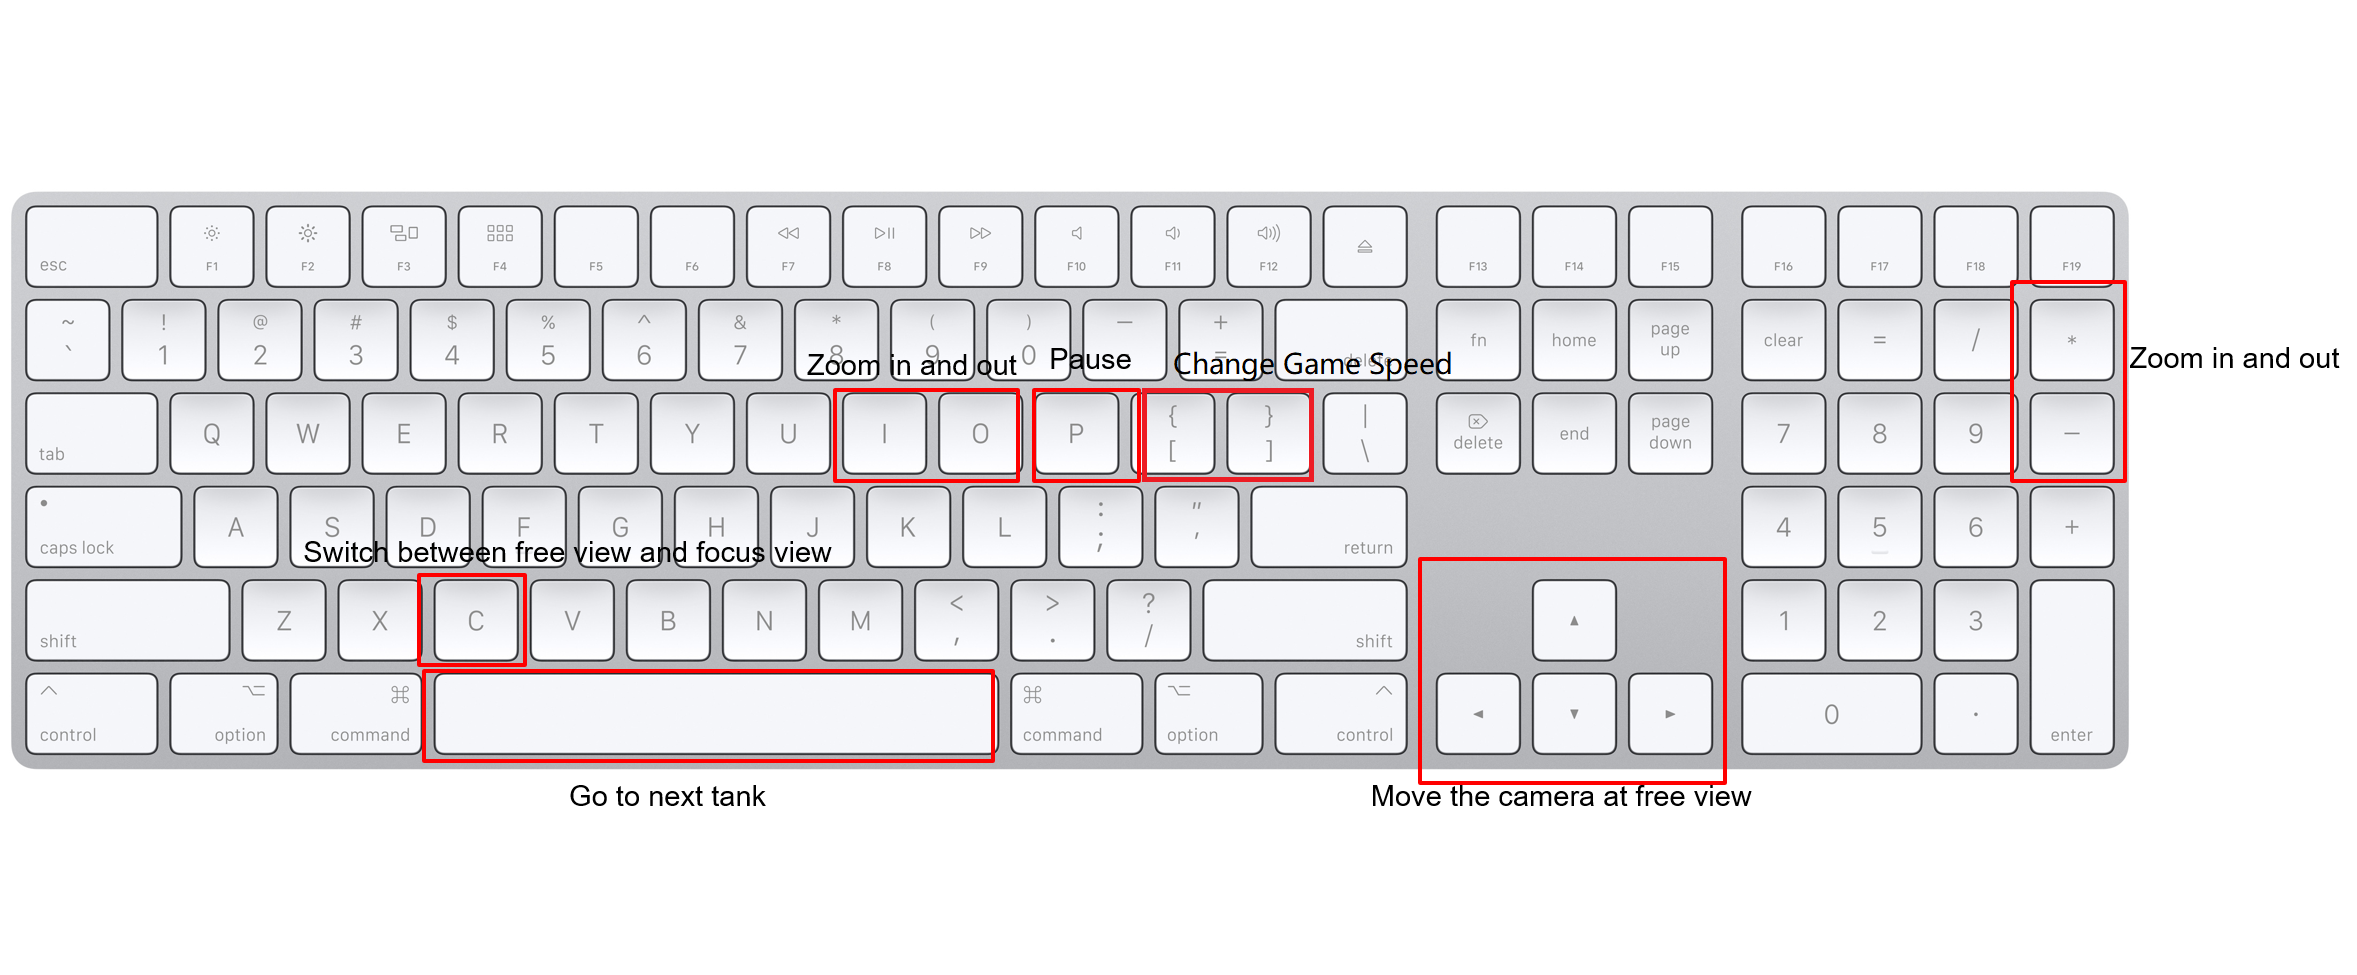 esc F1 F2 F3 F4 F5 F6 F7 F8 F9 F10 F11 F12 F13 F14 F15 F16 F17 F18 F19
~ ! @ # $ % ^ & * ( ) — +
` 1 2 3 4 5 6 7 8 9 0 = delete fn home page up clear = / *
Zoom in and out Pause Change Game Speed Zoom in and out
tab Q W E R T Y U I O P { [ } ] | \ delete end page down 7 8 9 —
caps lock A S D F G H J K L : ; " ' return 4 5 6 +
Switch between free view and focus view
shift Z X C V B N M < , > . ? / shift ▲ 1 2 3
control option ⌘ command ⌘ command option control ◄ ▼ ► 0 . enter
Go to next tank Move the camera at free view